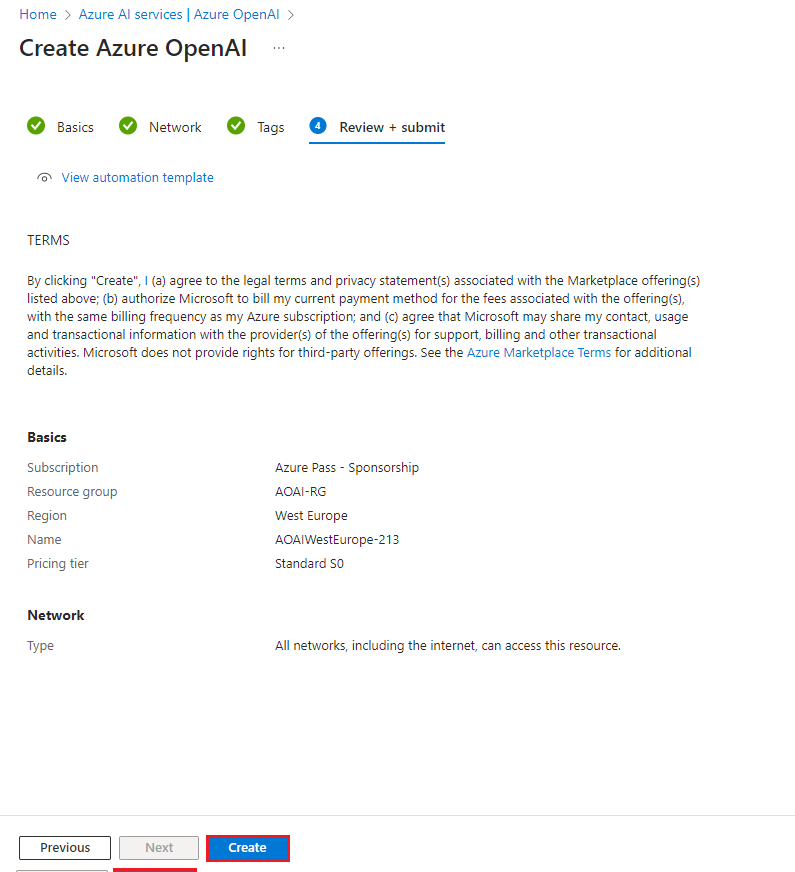 Home > Azure AI services | Azure OpenAI >
Create Azure OpenAI ...
Basics Network Tags 4 Review + submit
View automation template
TERMS
By clicking "Create", I (a) agree to the legal terms and privacy statement(s) associated with the Marketplace offering(s)
listed above; (b) authorize Microsoft to bill my current payment method for the fees associated with the offering(s),
with the same billing frequency as my Azure subscription; and (c) agree that Microsoft may share my contact, usage
and transactional information with the provider(s) of the offering(s) for support, billing and other transactional
activities. Microsoft does not provide rights for third-party offerings. See the Azure Marketplace Terms for additional
details.
Basics
Subscription Azure Pass - Sponsorship
Resource group AOAI-RG
Region West Europe
Name AOAIWestEurope-213
Pricing tier Standard S0
Network
Type All networks, including the internet, can access this resource.
Previous Next Create